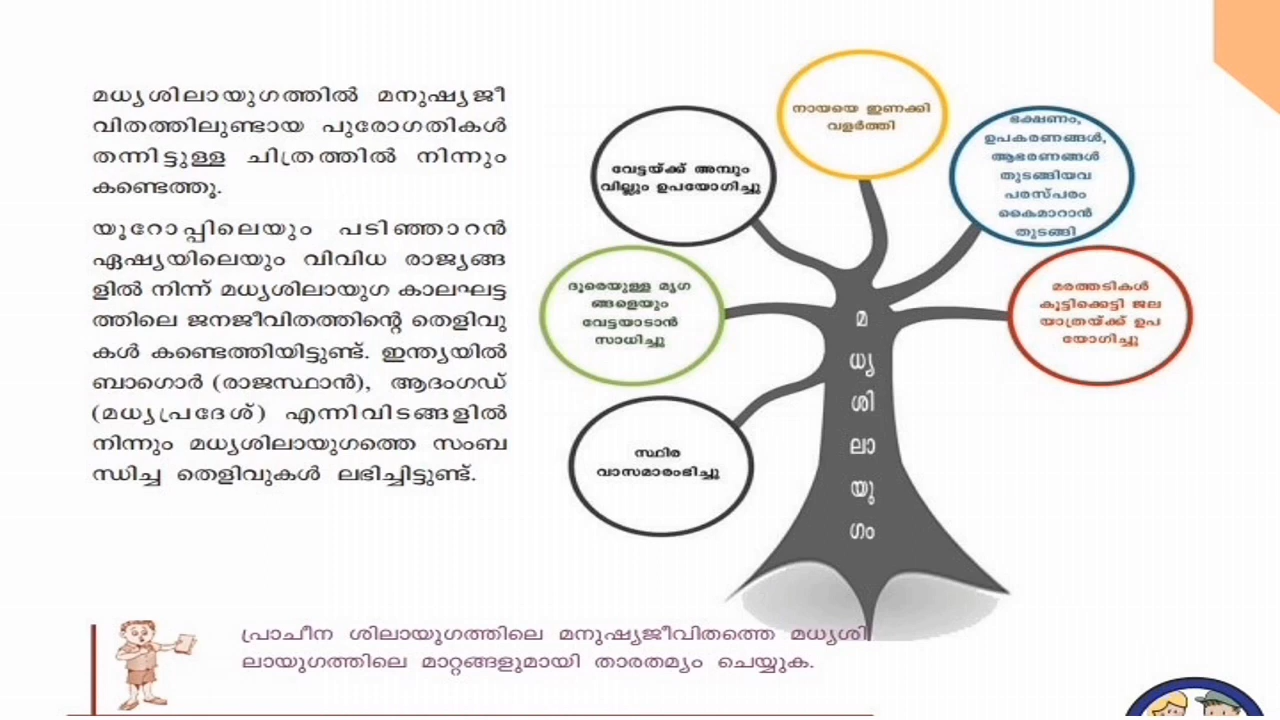 മധ്യശിലായുഗത്തിൽ മനുഷ്യജീ
വിതത്തിലുണ്ടായ പുരോഗതികൾ
തന്നിട്ടുള്ള ചിത്രത്തിൽ നിന്നും
കണ്ടെത്തൂ.
യൂറോപ്പിലെയും പടിഞ്ഞാറൻ
ഏഷ്യയിലെയും വിവിധ രാജ്യങ്ങ
ളിൽ നിന്ന് മധ്യശിലായുഗ കാലഘട്ട
ത്തിലെ ജനജീവിതത്തിന്റെ തെളിവു
കൾ കണ്ടെത്തിയിട്ടുണ്ട്. ഇന്ത്യയിൽ
ബാഗൊർ (രാജസ്ഥാൻ), ആദംഗഡ്
(മധ്യപ്രദേശ്) എന്നിവിടങ്ങളിൽ
നിന്നും മധ്യശിലായുഗത്തെ സംബ
ന്ധിച്ച തെളിവുകൾ ലഭിച്ചിട്ടുണ്ട്.
നായയെ ഇണക്കി
വളർത്തി
വേട്ടയ്ക്ക് അമ്പും
വില്ലും ഉപയോഗിച്ചു
ഭക്ഷണം,
ഉപകരണങ്ങൾ,
ആഭരണങ്ങൾ
തുടങ്ങിയവ
പരസ്പരം
കൈമാറാൻ
തുടങ്ങി
ദൂരെയുള്ള മൃഗ
ങ്ങളെയും
വേട്ടയാടാൻ
സാധിച്ചു
മരത്തടികൾ
കൂട്ടിക്കെട്ടി ജല
യാത്രയ്ക്ക് ഉപ
യോഗിച്ചു
സ്ഥിര
വാസമാരംഭിച്ചു
മ
ധ്യ
ശി
ലാ
യു
ഗം
പ്രാചീന ശിലായുഗത്തിലെ മനുഷ്യജീവിതത്തെ മധ്യശി
ലായുഗത്തിലെ മാറ്റങ്ങളുമായി താരതമ്യം ചെയ്യുക.